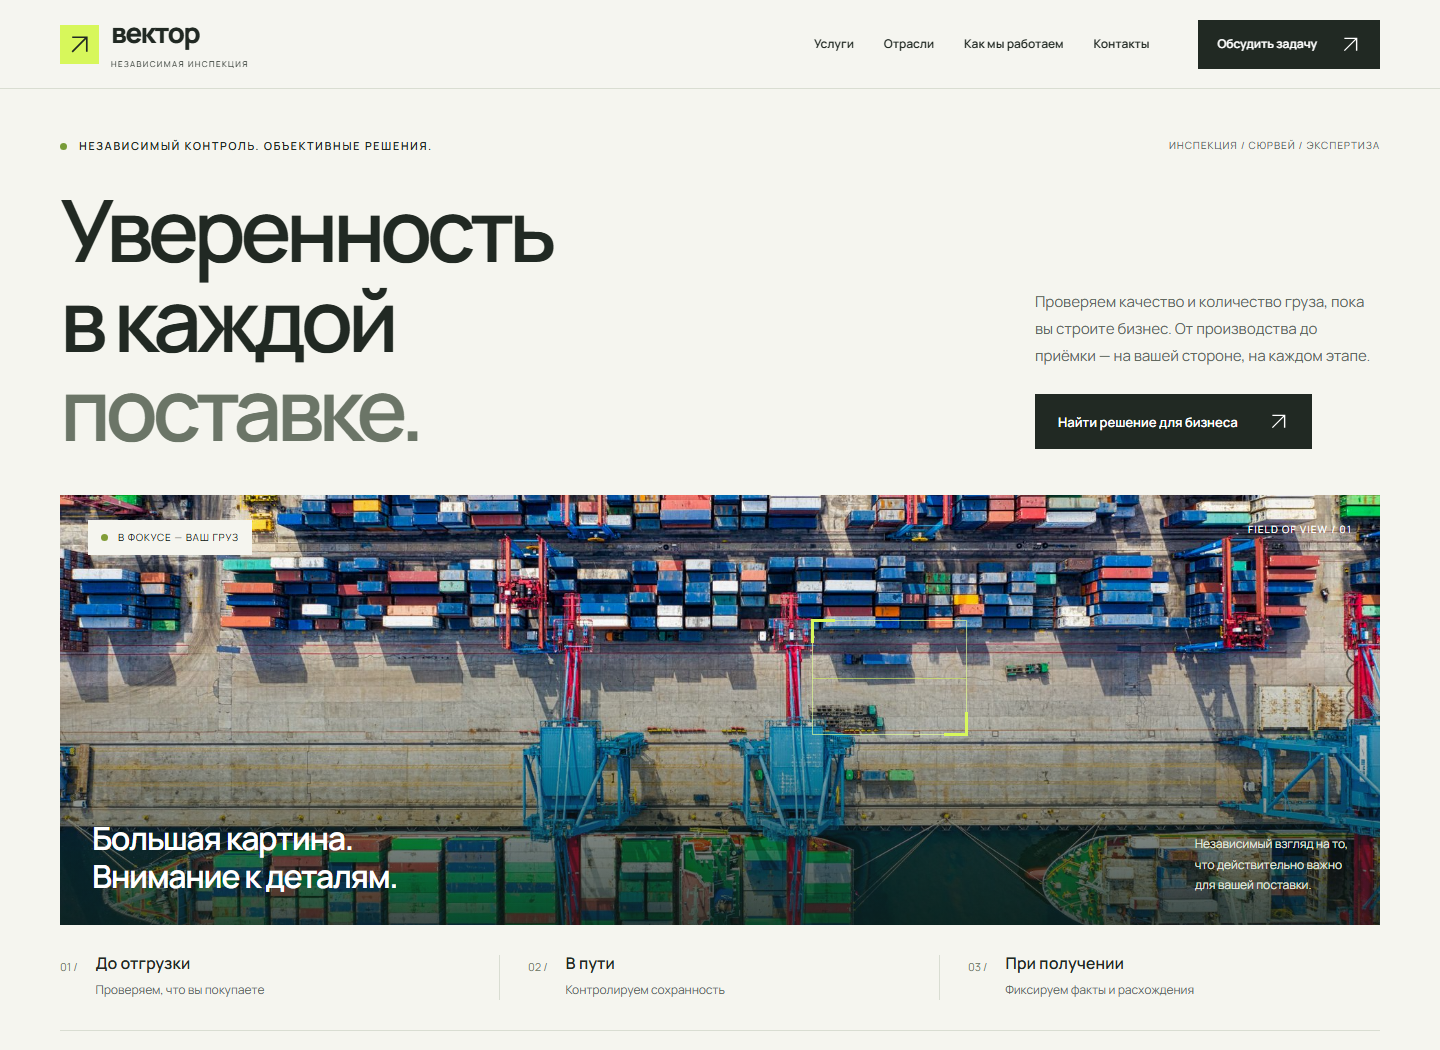 вектор
НЕЗАВИСИМАЯ ИНСПЕКЦИЯ
Услуги
Отрасли
Как мы работаем
Контакты
Обсудить задачу
НЕЗАВИСИМЫЙ КОНТРОЛЬ. ОБЪЕКТИВНЫЕ РЕШЕНИЯ.
ИНСПЕКЦИЯ / СЮРВЕЙ / ЭКСПЕРТИЗА
Уверенность
в каждой
поставке.
Проверяем качество и количество груза, пока
вы строите бизнес. От производства до
приёмки — на вашей стороне, на каждом этапе.
Найти решение для бизнеса
В ФОКУСЕ — ВАШ ГРУЗ
FIELD OF VIEW / 01
Большая картина.
Внимание к деталям.
Независимый взгляд на то,
что действительно важно
для вашей поставки.
01 /
До отгрузки
Проверяем, что вы покупаете
02 /
В пути
Контролируем сохранность
03 /
При получении
Фиксируем факты и расхождения